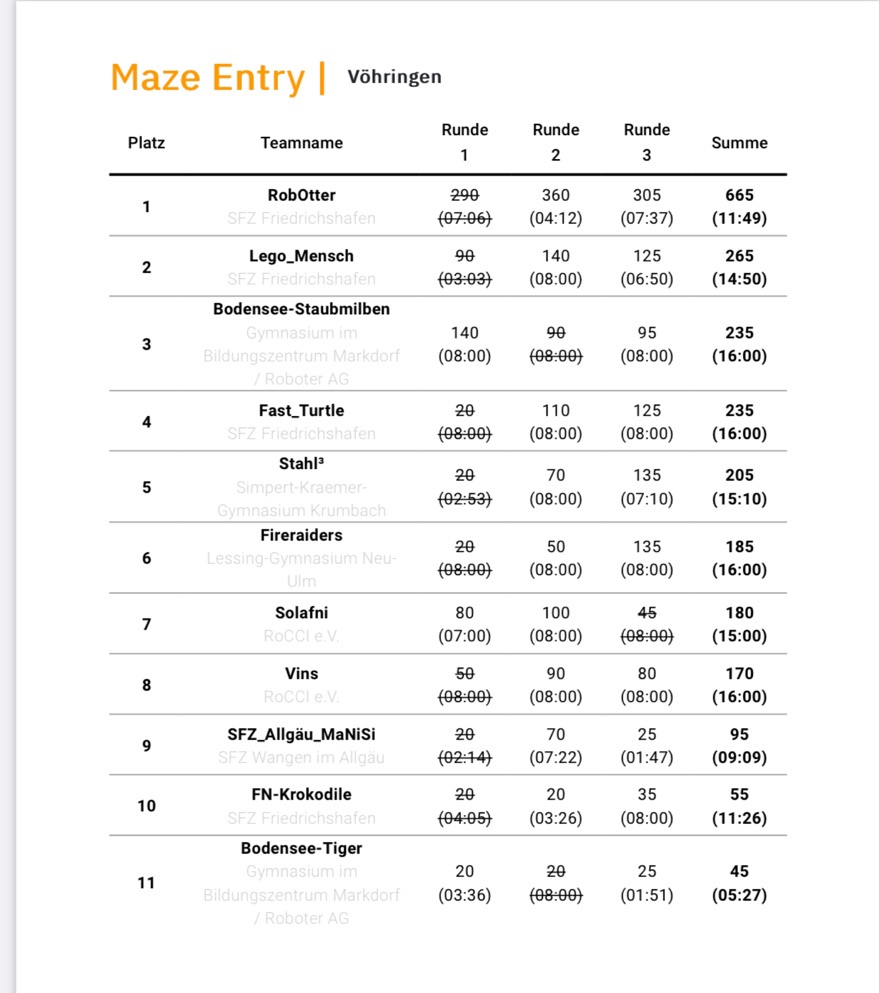 Maze Entry | Vöhringen
Platz Teamname Runde 1 Runde 2 Runde 3 Summe
1 RobOtter 290 360 305 665
SFZ Friedrichshafen (07:06) (04:12) (07:37) (11:49)
2 Lego_Mensch 90 140 125 265
SFZ Friedrichshafen (03:03) (08:00) (06:50) (14:50)
Bodensee-Staubmilben
Gymnasium im
3 140 90 95 235
Bildungszentrum Markdorf (08:00) (08:00) (08:00) (16:00)
/ Roboter AG
4 Fast_Turtle 20 110 125 235
SFZ Friedrichshafen (08:00) (08:00) (08:00) (16:00)
Stahl³
5 Simpert-Kraemer- 20 70 135 205
Gymnasium Krumbach (02:53) (08:00) (07:10) (15:10)
Fireraiders
6 Lessing-Gymnasium Neu- 20 50 135 185
Ulm (08:00) (08:00) (08:00) (16:00)
7 Solafni 80 100 45 180
RoCCI e.V. (07:00) (08:00) (08:00) (15:00)
8 Vins 50 90 80 170
RoCCI e.V. (08:00) (08:00) (08:00) (16:00)
9 SFZ_Allgäu_MaNiSi 20 70 25 95
SFZ Wangen im Allgäu (02:14) (07:22) (01:47) (09:09)
10 FN-Krokodile 20 20 35 55
SFZ Friedrichshafen (04:05) (03:26) (08:00) (11:26)
Bodensee-Tiger
11 Gymnasium im 20 20 25 45
Bildungszentrum Markdorf (03:36) (08:00) (01:51) (05:27)
/ Roboter AG